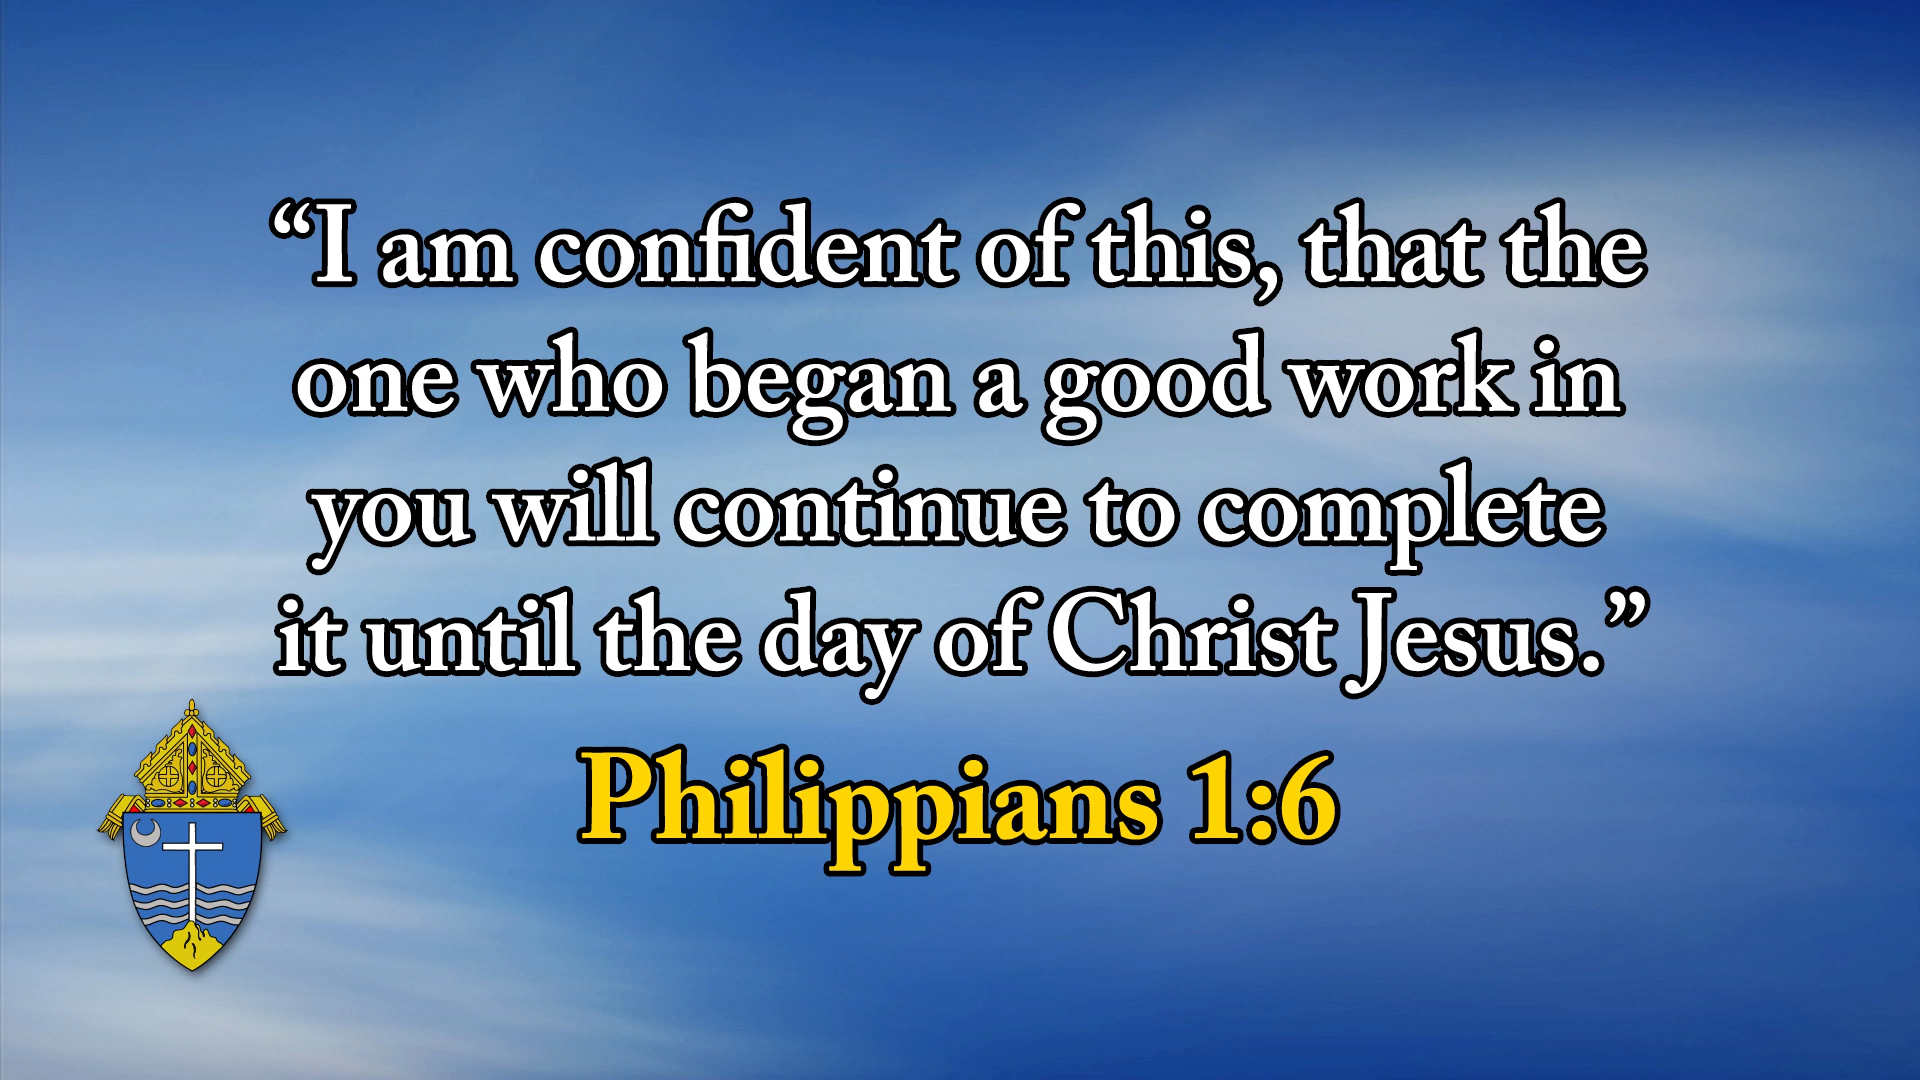 “I am confident of this, that the
one who began a good work in
you will continue to complete
it until the day of Christ Jesus.”
Philippians 1:6